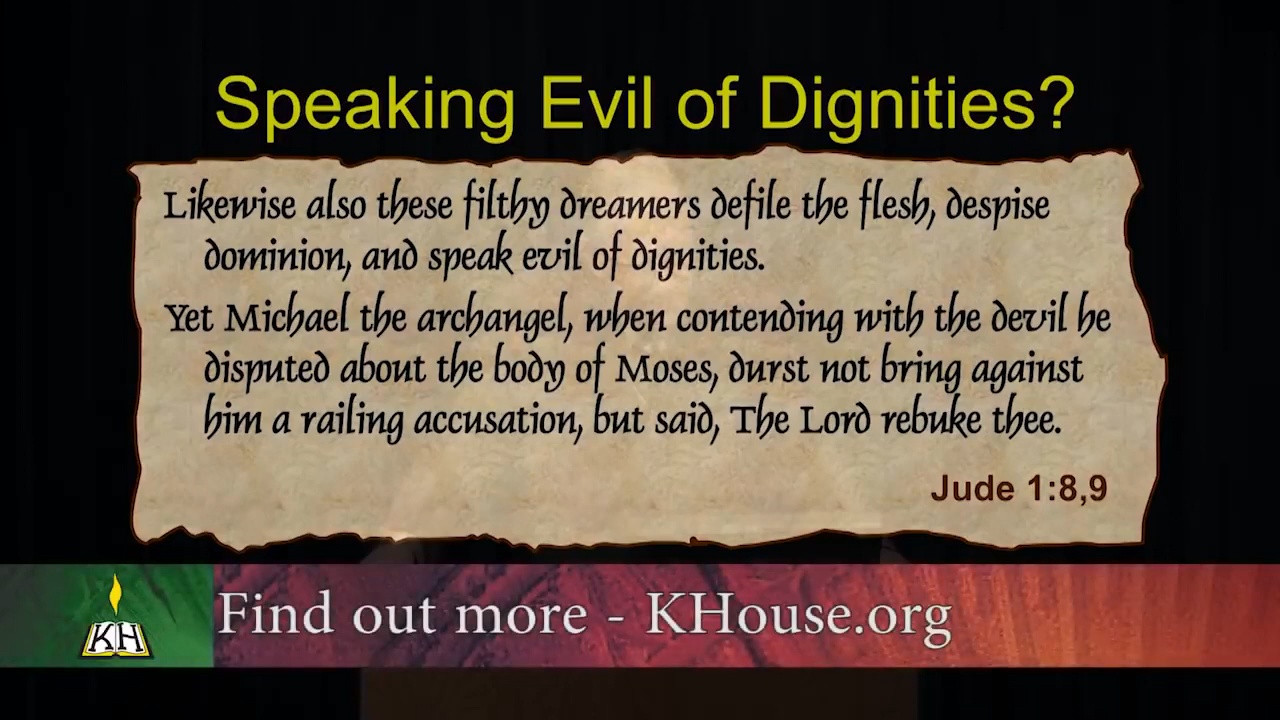 Speaking Evil of Dignities?
Likewise also these filthy dreamers defile the flesh, despise
dominion, and speak evil of dignities.
Yet Michael the archangel, when contending with the devil he
disputed about the body of Moses, durst not bring against
him a railing accusation, but said, The Lord rebuke thee.
Jude 1:8,9
KH
Find out more - KHouse.org